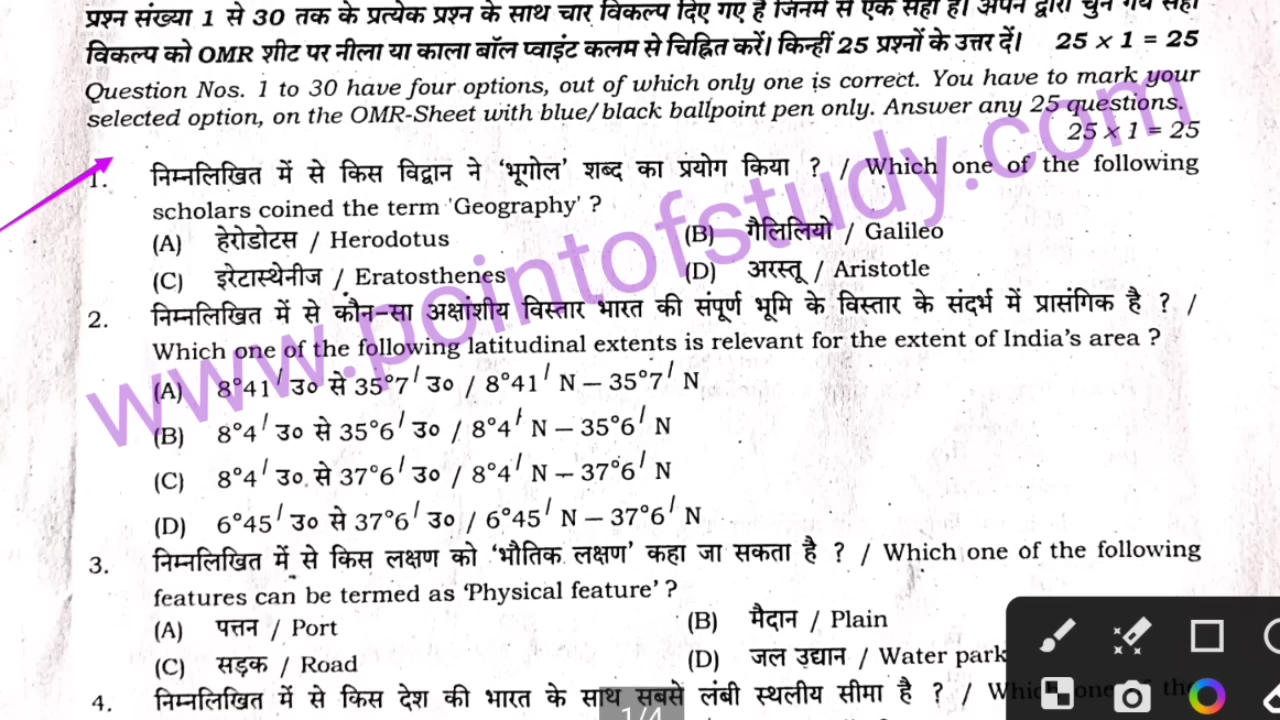 प्रश्न संख्या 1 से 30 तक के प्रत्येक प्रश्न के साथ चार विकल्प दिए गए हैं जिनमें से एक सही है। अपने द्वारा चुने गये सही
विकल्प को OMR शीट पर नीला या काला बॉल प्वाइंट कलम से चिह्नित करें। किन्हीं 25 प्रश्नों के उत्तर दें। 25 × 1 = 25
Question Nos. 1 to 30 have four options, out of which only one is correct. You have to mark your
selected option, on the OMR-Sheet with blue/black ballpoint pen only. Answer any 25 questions.
25 × 1 = 25
1. निम्नलिखित में से किस विद्वान ने ‘भूगोल’ शब्द का प्रयोग किया ? / Which one of the following
scholars coined the term 'Geography' ?
(A) हेरोडोटस / Herodotus (B) गैलिलियो / Galileo
(C) इरेटास्थेनीज / Eratosthenes (D) अरस्तू / Aristotle
2. निम्नलिखित में से कौन-सा अक्षांशीय विस्तार भारत की संपूर्ण भूमि के विस्तार के संदर्भ में प्रासंगिक है ? /
Which one of the following latitudinal extents is relevant for the extent of India’s area ?
(A) 8°41′ उ० से 35°7′ उ० / 8°41′ N – 35°7′ N
(B) 8°4′ उ० से 35°6′ उ० / 8°4′ N – 35°6′ N
(C) 8°4′ उ० से 37°6′ उ० / 8°4′ N – 37°6′ N
(D) 6°45′ उ० से 37°6′ उ० / 6°45′ N – 37°6′ N
3. निम्नलिखित में से किस लक्षण को ‘भौतिक लक्षण’ कहा जा सकता है ? / Which one of the following
features can be termed as ‘Physical feature’ ?
(A) पत्तन / Port (B) मैदान / Plain
(C) सड़क / Road (D) जल उद्यान / Water park
4. निम्नलिखित में से किस देश की भारत के साथ सबसे लंबी स्थलीय सीमा है ? / Which one of the
1/4
www.pointofstudy.com